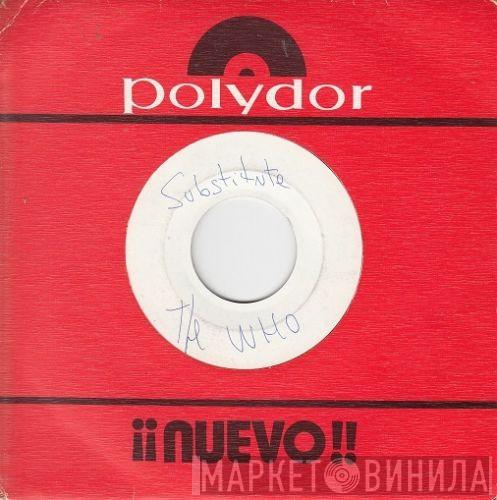 polydor
Substitute
The WHO
¡¡NUEVO!!
МАРКЕТ ВИНИЛА